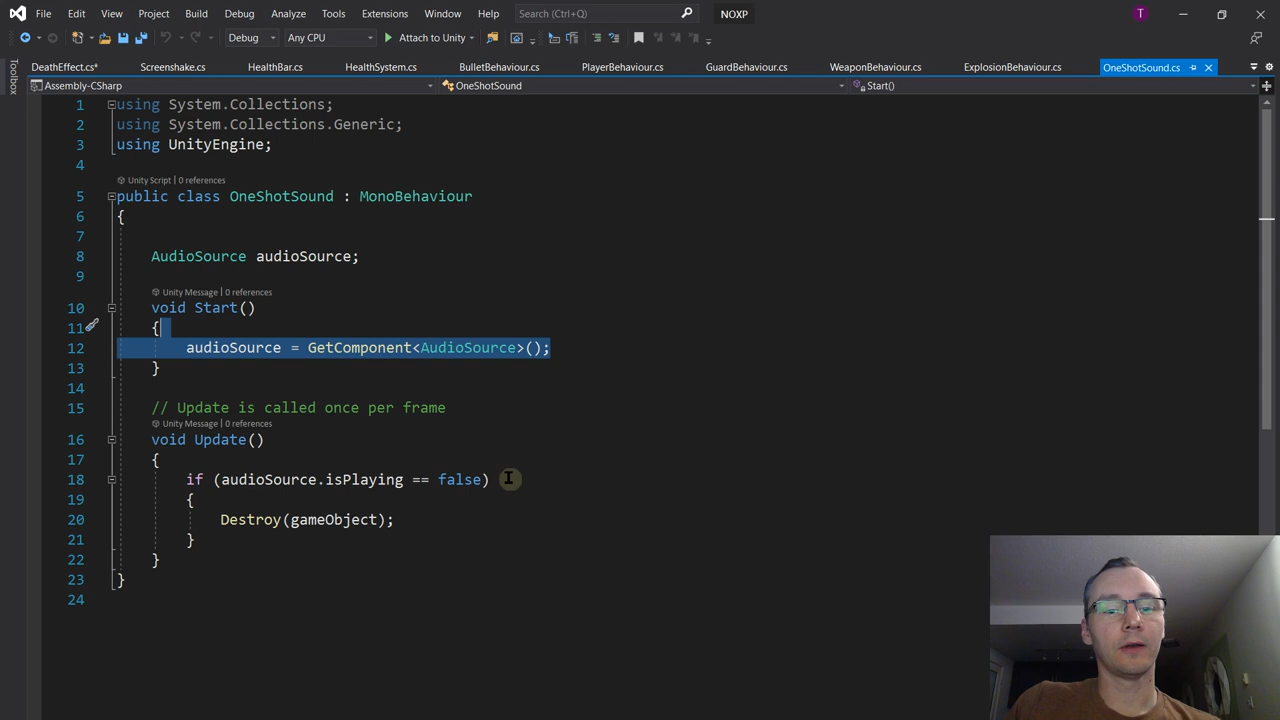 File Edit View Project Build Debug Analyze Tools Extensions Window Help Search (Ctrl+Q) NOXP T
Debug Any CPU Attach to Unity
Toolbox
DeathEffect.cs* Screenshake.cs HealthBar.cs HealthSystem.cs BulletBehaviour.cs PlayerBehaviour.cs GuardBehaviour.cs WeaponBehaviour.cs ExplosionBehaviour.cs OneShotSound.cs
Assembly-CSharp OneShotSound Start()
1 using System.Collections;
2 using System.Collections.Generic;
3 using UnityEngine;
4
Unity Script | 0 references
5 public class OneShotSound : MonoBehaviour
6 {
7
8 AudioSource audioSource;
9
Unity Message | 0 references
10 void Start()
11 {
12 audioSource = GetComponent<AudioSource>();
13 }
14
15 // Update is called once per frame
Unity Message | 0 references
16 void Update()
17 {
18 if (audioSource.isPlaying == false)
19 {
20 Destroy(gameObject);
21 }
22 }
23 }
24